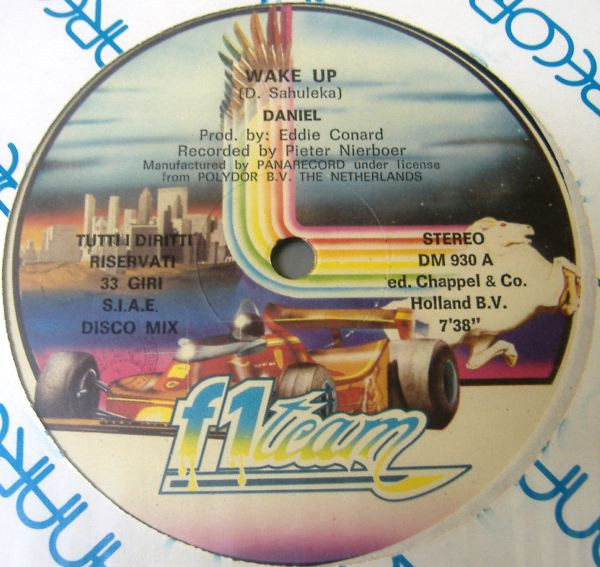 WAKE UP
(D. Sahuleka)
DANIEL
Prod. by: Eddie Conard
Recorded by Pieter Nierboer
Manufactured by PANARECORD under license
from POLYDOR B.V. THE NETHERLANDS
TUTTI I DIRITTI
RISERVATI
33 GIRI
S.I.A.E.
DISCO MIX
STEREO
DM 930 A
ed. Chappel & Co.
Holland B.V.
7'38"
f1 team